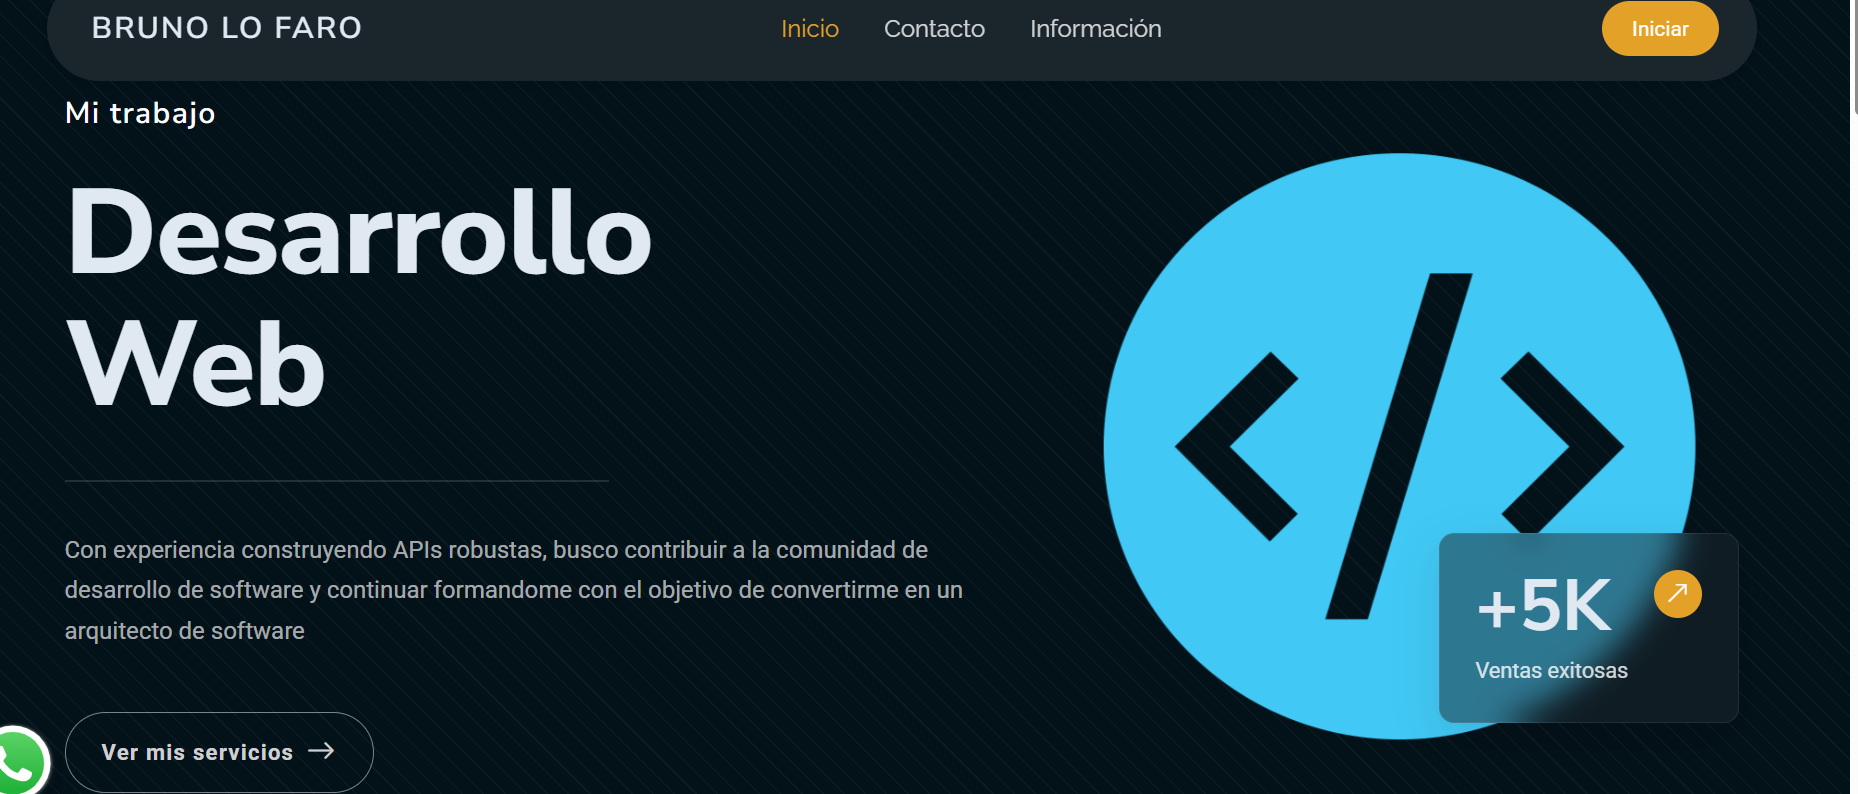 BRUNO LO FARO
Inicio
Contacto
Información
Iniciar
Mi trabajo
Desarrollo
Web
Con experiencia construyendo APIs robustas, busco contribuir a la comunidad de
desarrollo de software y continuar formandome con el objetivo de convertirme en un
arquitecto de software
Ver mis servicios
+5K
Ventas exitosas